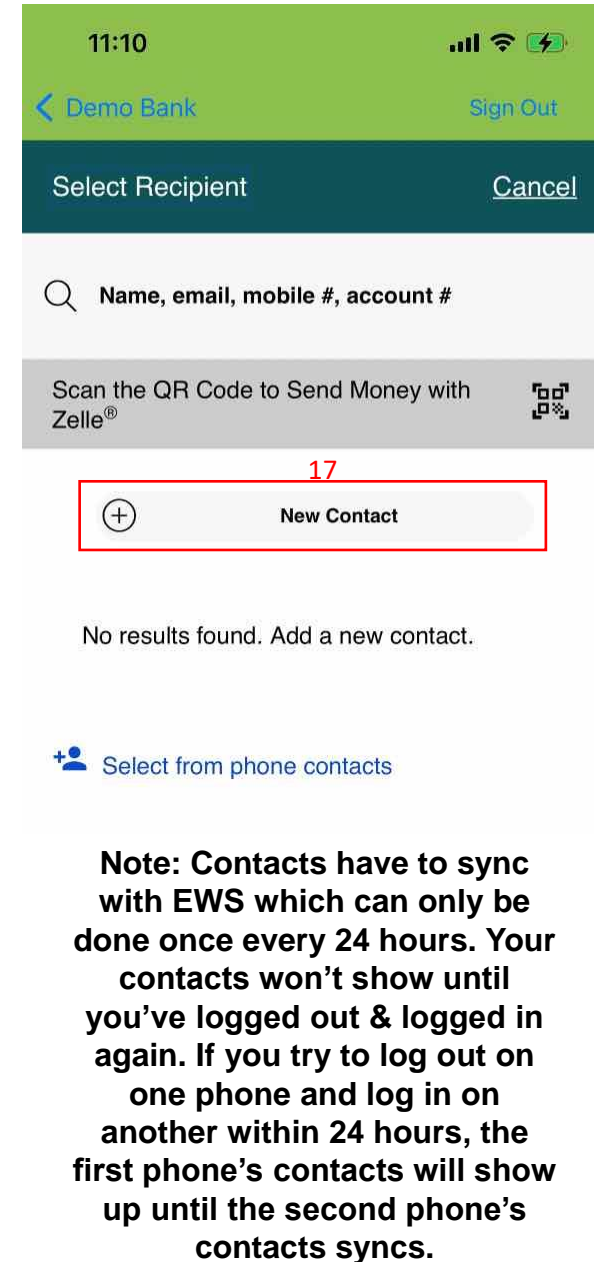 11:10
Demo Bank Sign Out
Select Recipient Cancel
Name, email, mobile #, account #
Scan the QR Code to Send Money with
Zelle®
17
New Contact
No results found. Add a new contact.
Select from phone contacts
Note: Contacts have to sync
with EWS which can only be
done once every 24 hours. Your
contacts won’t show until
you’ve logged out & logged in
again. If you try to log out on
one phone and log in on
another within 24 hours, the
first phone’s contacts will show
up until the second phone’s
contacts syncs.